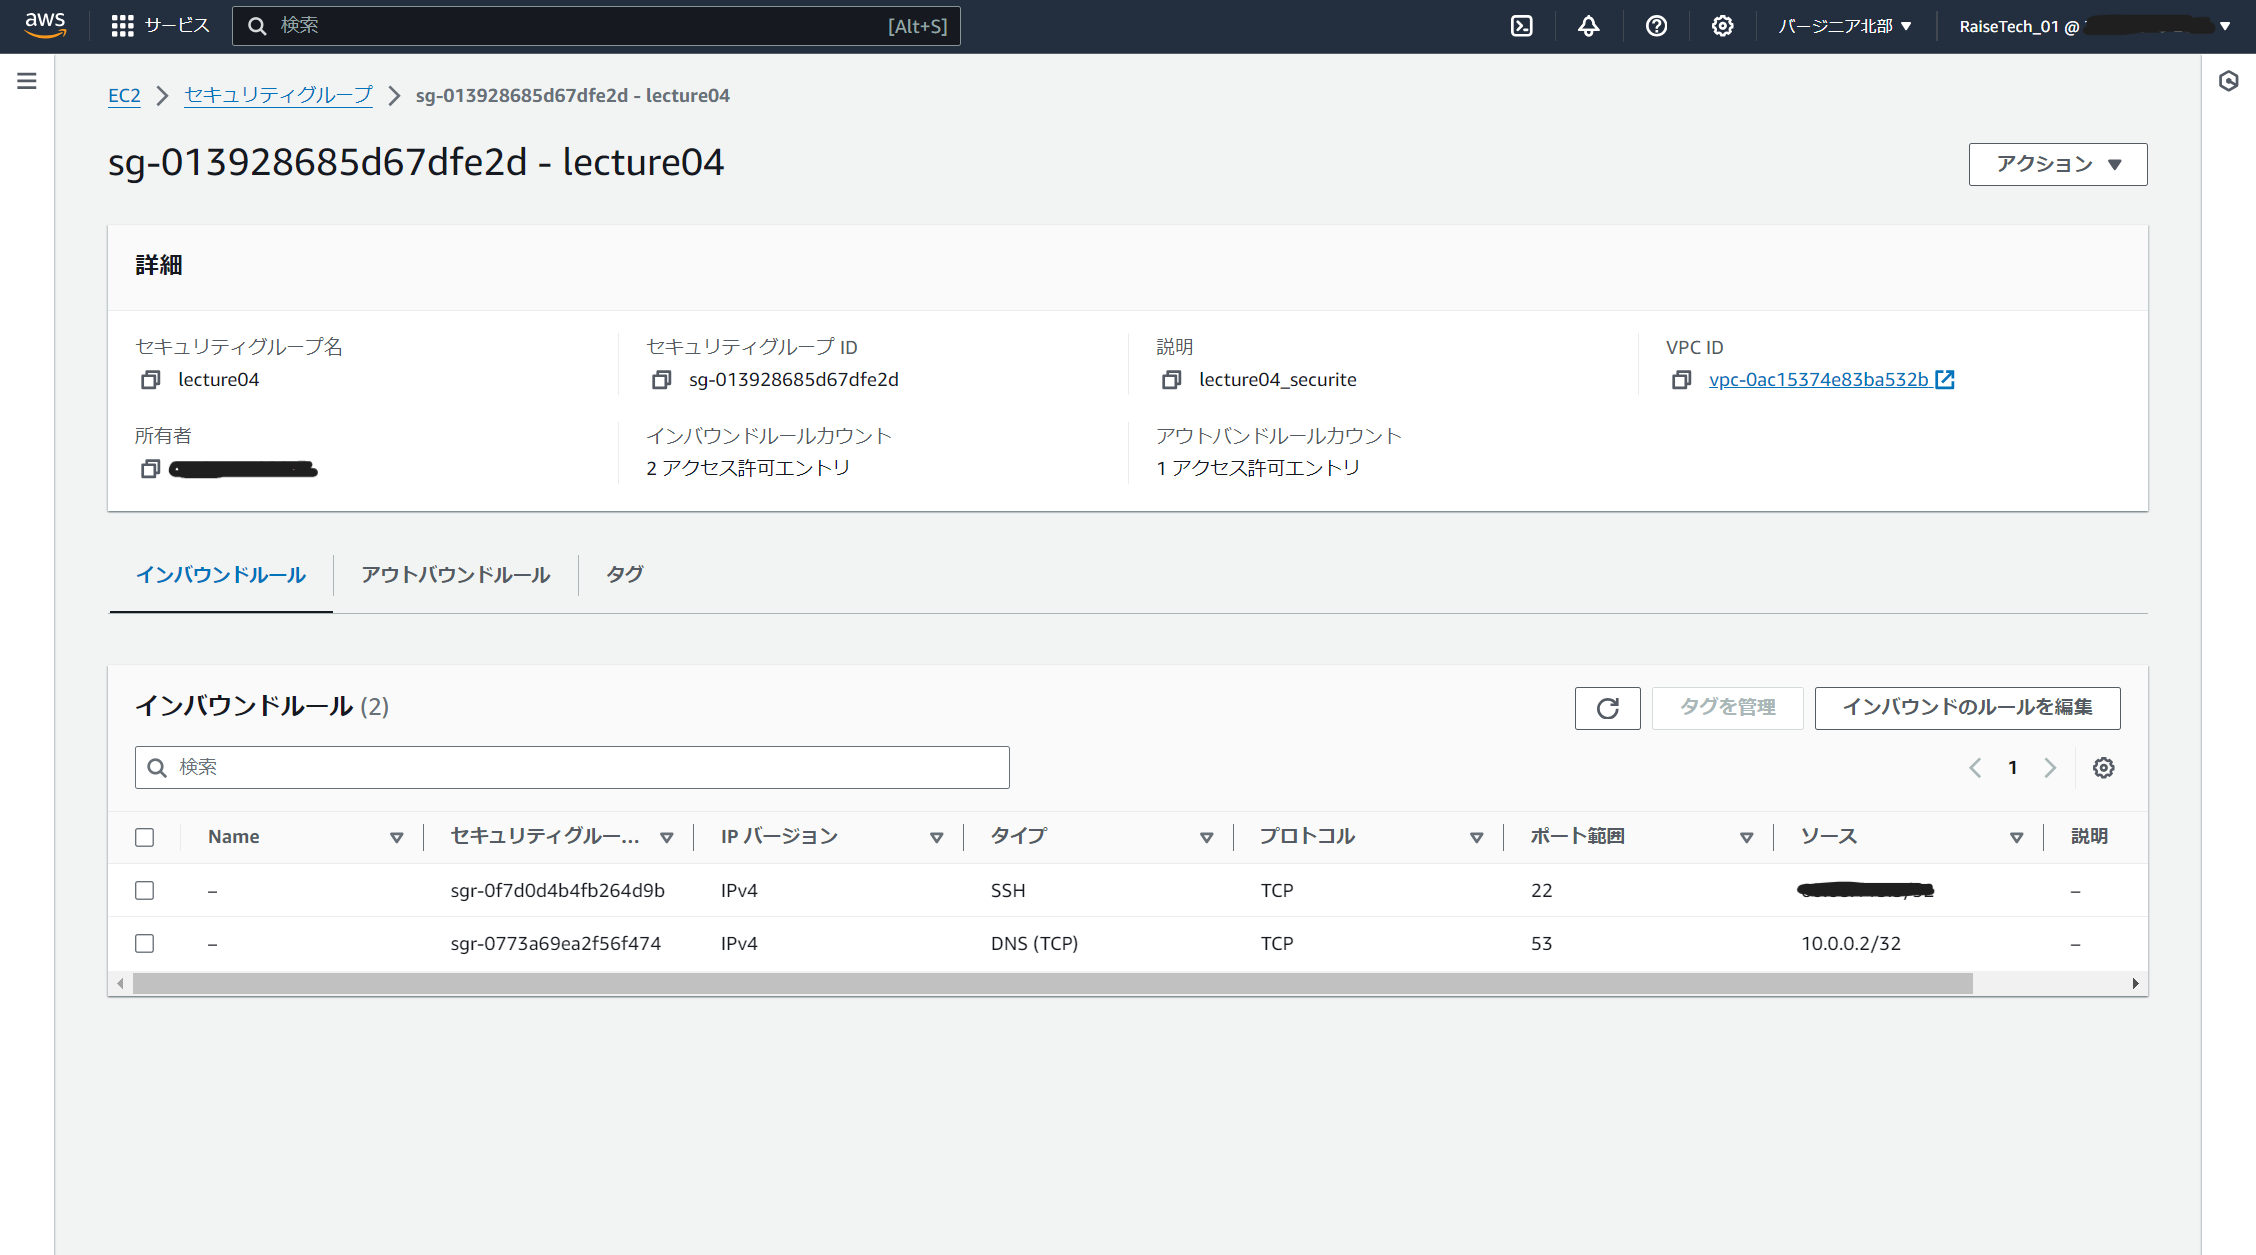 aws サービス 検索 [Alt+S] バージニア北部 RaiseTech_01 @
EC2 セキュリティグループ sg-013928685d67dfe2d - lecture04
sg-013928685d67dfe2d - lecture04
アクション
詳細
セキュリティグループ名 セキュリティグループ ID 説明 VPC ID
lecture04 sg-013928685d67dfe2d lecture04_securite vpc-0ac15374e83ba532b
所有者 インバウンドルールカウント アウトバンドルールカウント
2 アクセス許可エントリ 1 アクセス許可エントリ
インバウンドルール アウトバウンドルール タグ
インバウンドルール (2) タグを管理 インバウンドのルールを編集
検索 1
Name セキュリティグルー... IP バージョン タイプ プロトコル ポート範囲 ソース 説明
– sgr-0f7d0d4b4fb264d9b IPv4 SSH TCP 22 –
– sgr-0773a69ea2f56f474 IPv4 DNS (TCP) TCP 53 10.0.0.2/32 –